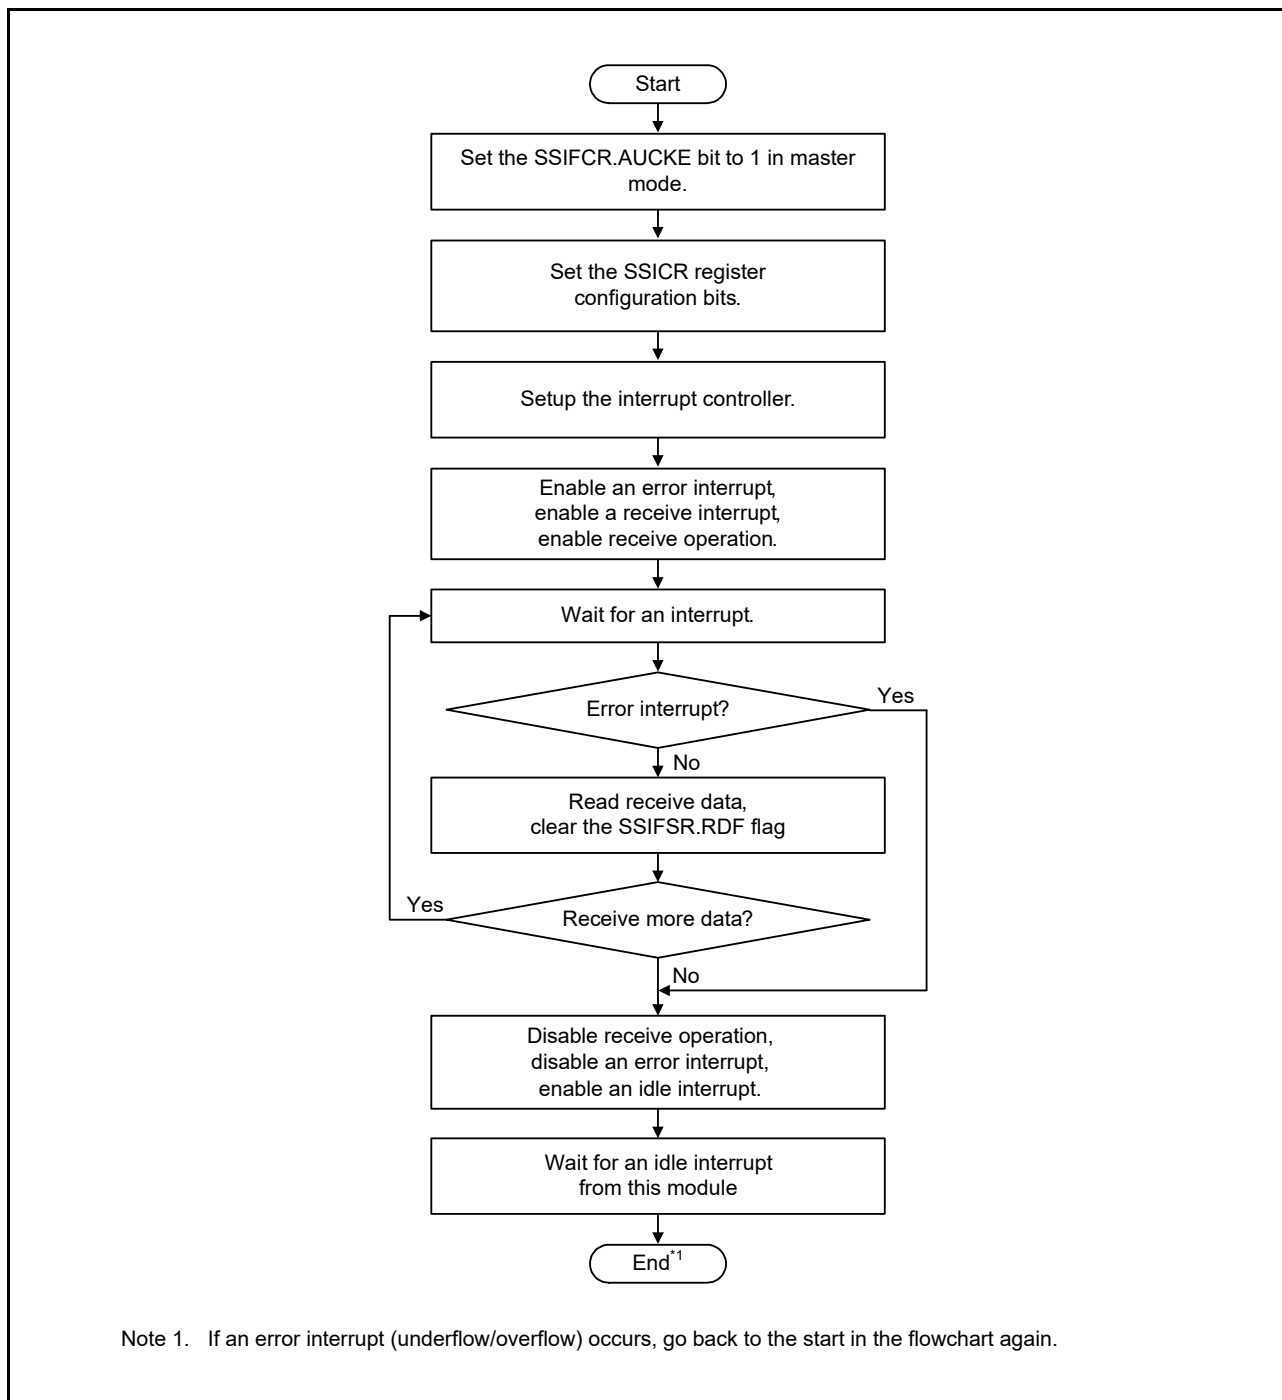 Start
Set the SSIFCR.AUCKE bit to 1 in master
mode.
Set the SSICR register
configuration bits.
Setup the interrupt controller.
Enable an error interrupt,
enable a receive interrupt,
enable receive operation.
Wait for an interrupt.
Yes
Error interrupt?
No
Read receive data,
clear the SSIFSR.RDF flag
Yes
Receive more data?
No
Disable receive operation,
disable an error interrupt,
enable an idle interrupt.
Wait for an idle interrupt
from this module
End*1
Note 1. If an error interrupt (underflow/overflow) occurs, go back to the start in the flowchart again.